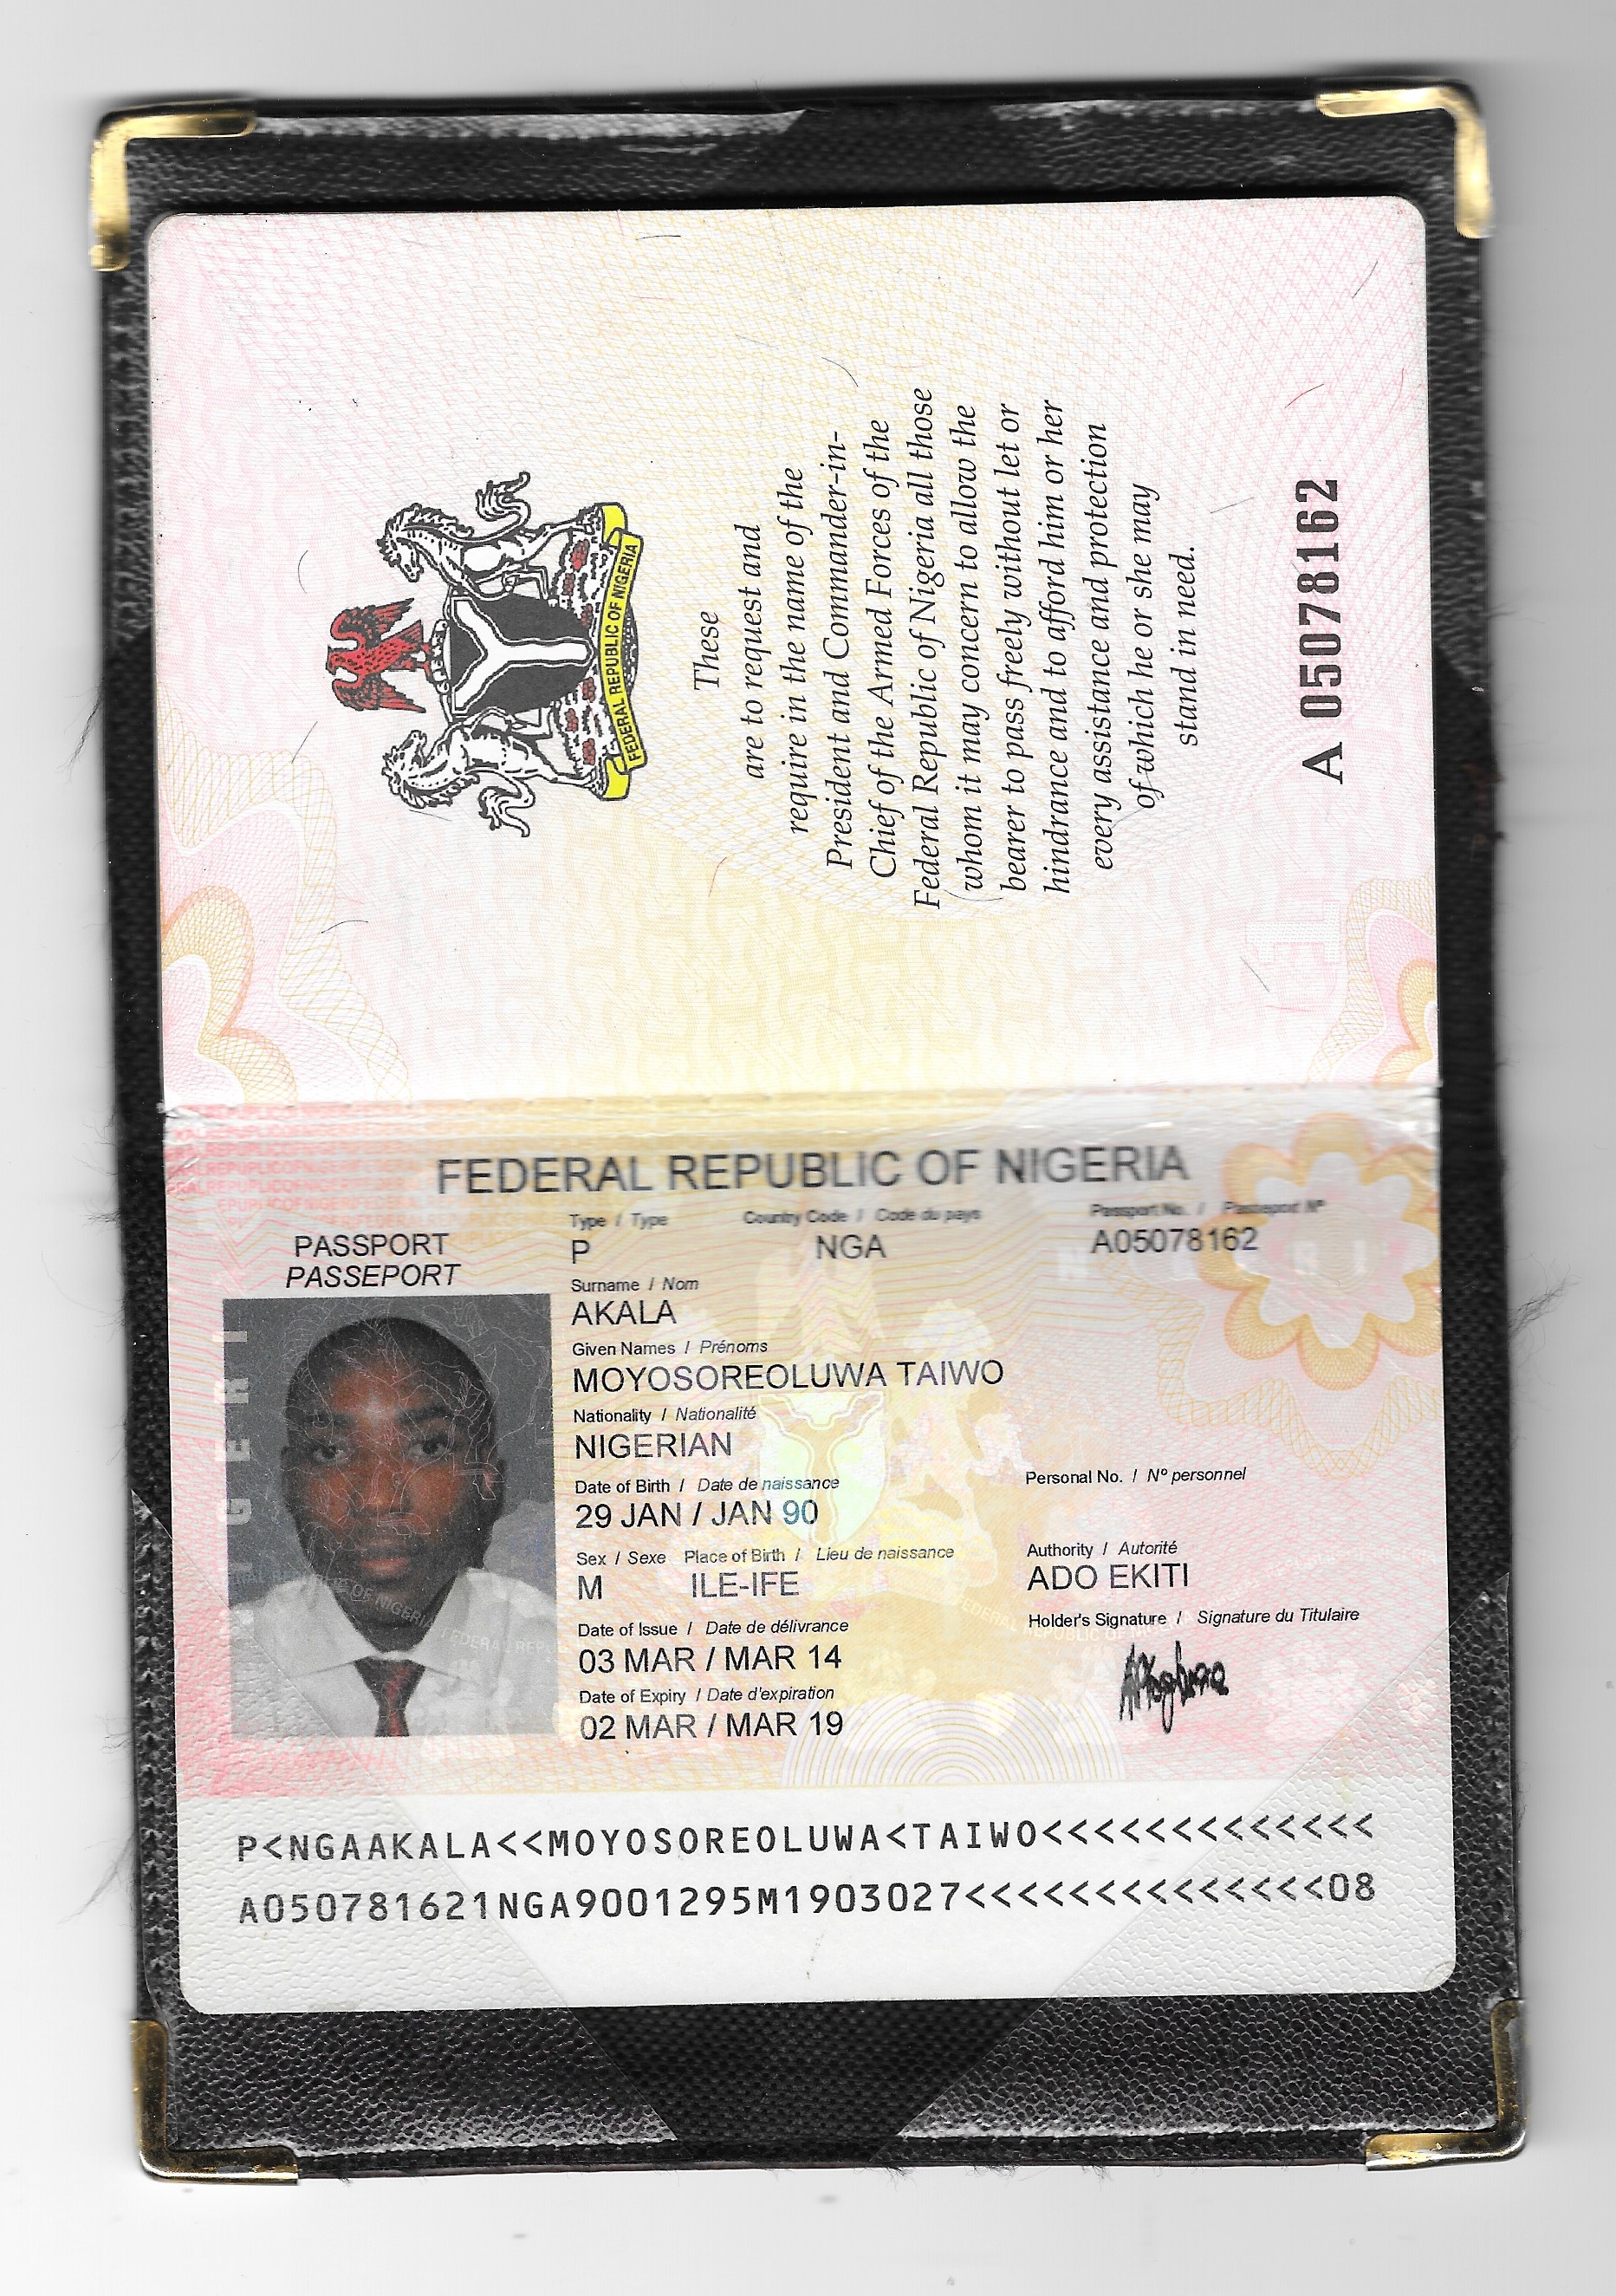 FEDERAL REPUBLIC OF NIGERIA
These
are to request and
require in the name of the
President and Commander-in-
Chief of the Armed Forces of the
Federal Republic of Nigeria all those
whom it may concern to allow the
bearer to pass freely without let or
hindrance and to afford him or her
every assistance and protection
of which he or she may
stand in need.
A 05078162
FEDERAL REPUBLIC OF NIGERIA
PASSPORT
PASSEPORT
Type / Type Country Code / Code du pays Passport No. / Passeport Nº
P NGA A05078162
Surname / Nom
AKALA
Given Names / Prénoms
MOYOSOREOLUWA TAIWO
Nationality / Nationalité
NIGERIAN
Date of Birth / Date de naissance Personal No. / Nº personnel
29 JAN / JAN 90
Sex / Sexe Place of Birth / Lieu de naissance Authority / Autorité
M ILE-IFE ADO EKITI
Date of Issue / Date de délivrance Holder's Signature / Signature du Titulaire
03 MAR / MAR 14
Date of Expiry / Date d'expiration
02 MAR / MAR 19
P<NGAAKALA<<MOYOSOREOLUWA<TAIWO<<<<<<<<<<<<<
A050781621NGA9001295M1903027<<<<<<<<<<<<<<08